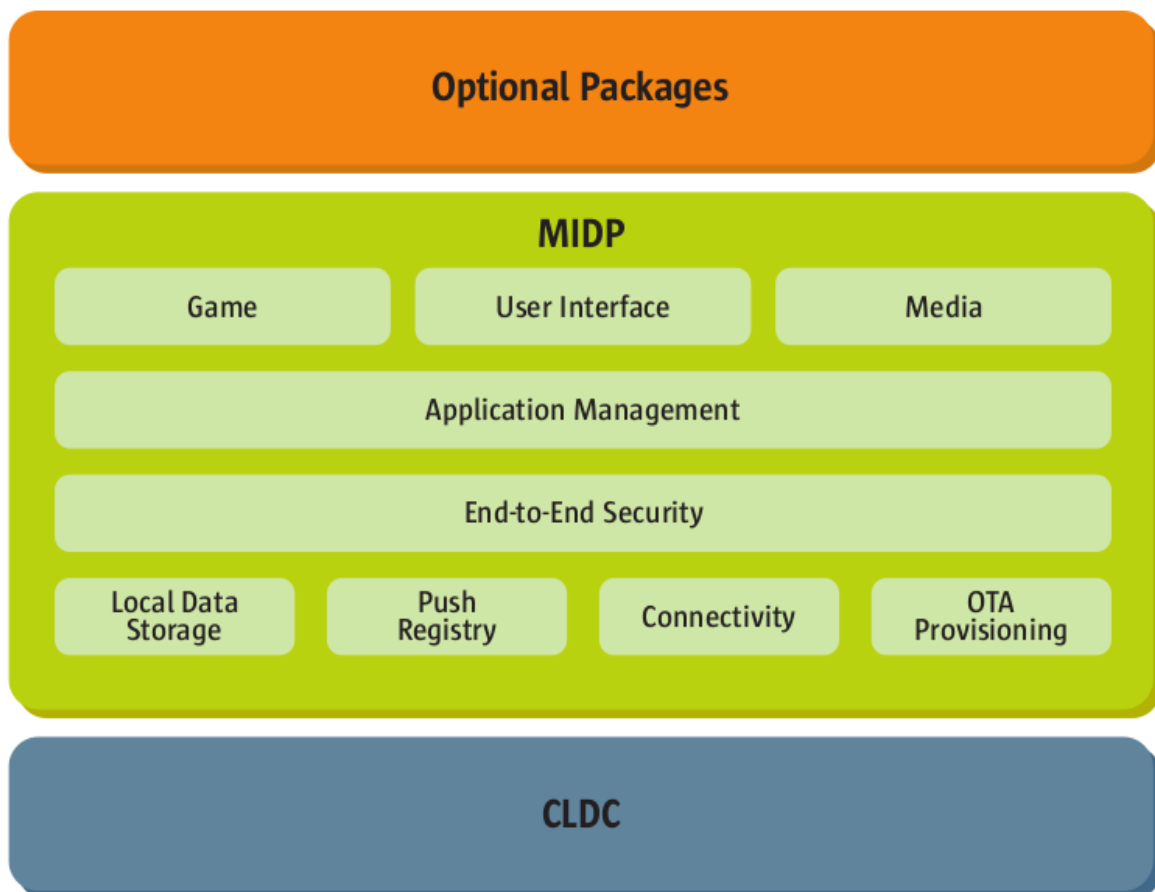 Optional Packages
MIDP
Game
User Interface
Media
Application Management
End-to-End Security
Local Data
Storage
Push
Registry
Connectivity
OTA
Provisioning
CLDC